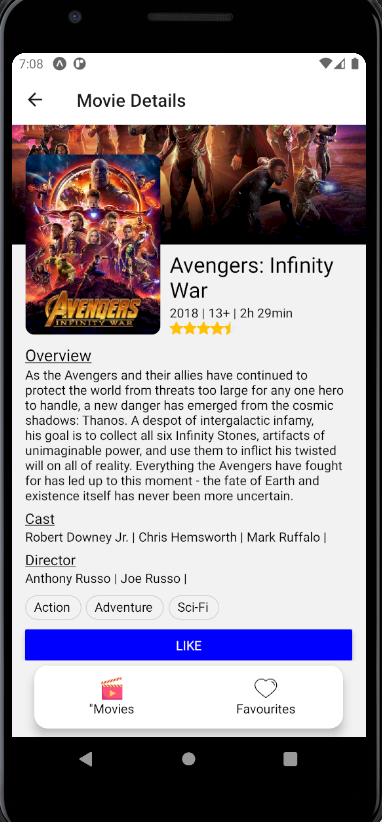 7:08
Movie Details
AVENGERS
INFINITY WAR
Avengers: Infinity
War
2018 | 13+ | 2h 29min
Overview
As the Avengers and their allies have continued to
protect the world from threats too large for any one hero
to handle, a new danger has emerged from the cosmic
shadows: Thanos. A despot of intergalactic infamy,
his goal is to collect all six Infinity Stones, artifacts of
unimaginable power, and use them to inflict his twisted
will on all of reality. Everything the Avengers have fought
for has led up to this moment - the fate of Earth and
existence itself has never been more uncertain.
Cast
Robert Downey Jr. | Chris Hemsworth | Mark Ruffalo |
Director
Anthony Russo | Joe Russo |
Action Adventure Sci-Fi
LIKE
"Movies Favourites